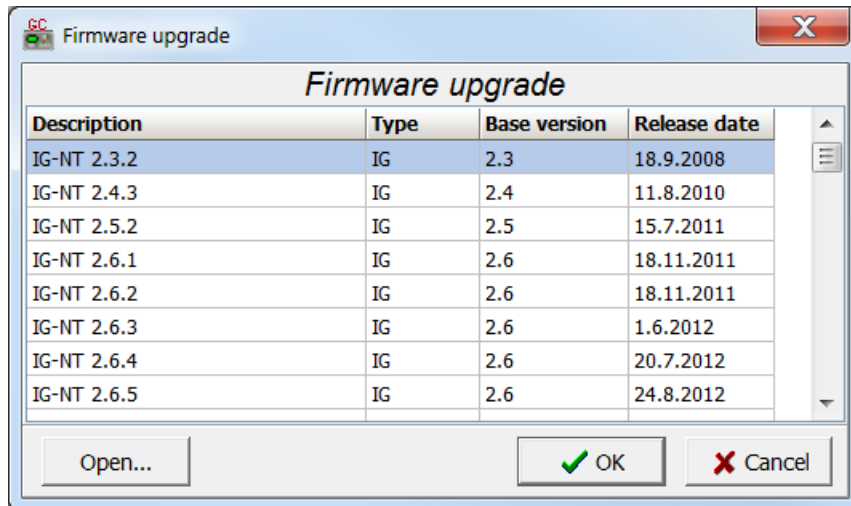 GC
Firmware upgrade
Firmware upgrade
Description Type Base version Release date
IG-NT 2.3.2 IG 2.3 18.9.2008
IG-NT 2.4.3 IG 2.4 11.8.2010
IG-NT 2.5.2 IG 2.5 15.7.2011
IG-NT 2.6.1 IG 2.6 18.11.2011
IG-NT 2.6.2 IG 2.6 18.11.2011
IG-NT 2.6.3 IG 2.6 1.6.2012
IG-NT 2.6.4 IG 2.6 20.7.2012
IG-NT 2.6.5 IG 2.6 24.8.2012
Open... OK Cancel